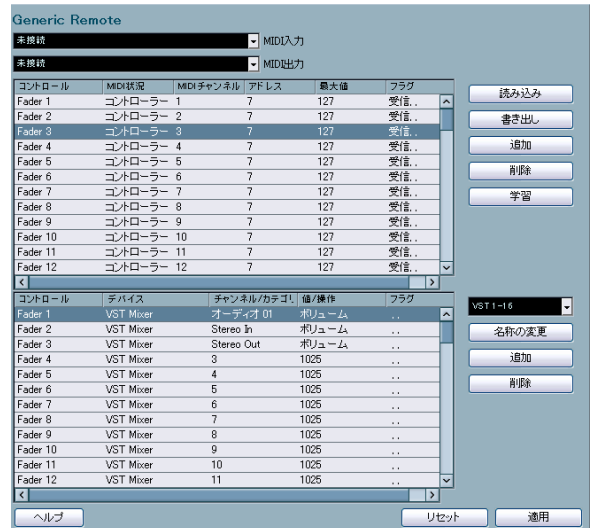 Generic Remote
未接続 MIDI入力
未接続 MIDI出力
コントロール MIDI状況 MIDIチャンネル アドレス 最大値 フラグ
Fader 1 コントローラー 1 7 127 受信,.
Fader 2 コントローラー 2 7 127 受信,.
Fader 3 コントローラー 3 7 127 受信,.
Fader 4 コントローラー 4 7 127 受信,.
Fader 5 コントローラー 5 7 127 受信,.
Fader 6 コントローラー 6 7 127 受信,.
Fader 7 コントローラー 7 7 127 受信,.
Fader 8 コントローラー 8 7 127 受信,.
Fader 9 コントローラー 9 7 127 受信,.
Fader 10 コントローラー 10 7 127 受信,.
Fader 11 コントローラー 11 7 127 受信,.
Fader 12 コントローラー 12 7 127 受信,.
読み込み
書き出し
追加
削除
学習
コントロール デバイス チャンネル/カテゴリ. 値/操作 フラグ
Fader 1 VST Mixer オーディオ 01 ボリューム ..
Fader 2 VST Mixer Stereo In ボリューム ..
Fader 3 VST Mixer Stereo Out ボリューム ..
Fader 4 VST Mixer 3 1025 ..
Fader 5 VST Mixer 4 1025 ..
Fader 6 VST Mixer 5 1025 ..
Fader 7 VST Mixer 6 1025 ..
Fader 8 VST Mixer 7 1025 ..
Fader 9 VST Mixer 8 1025 ..
Fader 10 VST Mixer 9 1025 ..
Fader 11 VST Mixer 10 1025 ..
Fader 12 VST Mixer 11 1025 ..
VST 1-16
名称の変更
追加
削除
ヘルプ リセット 適用